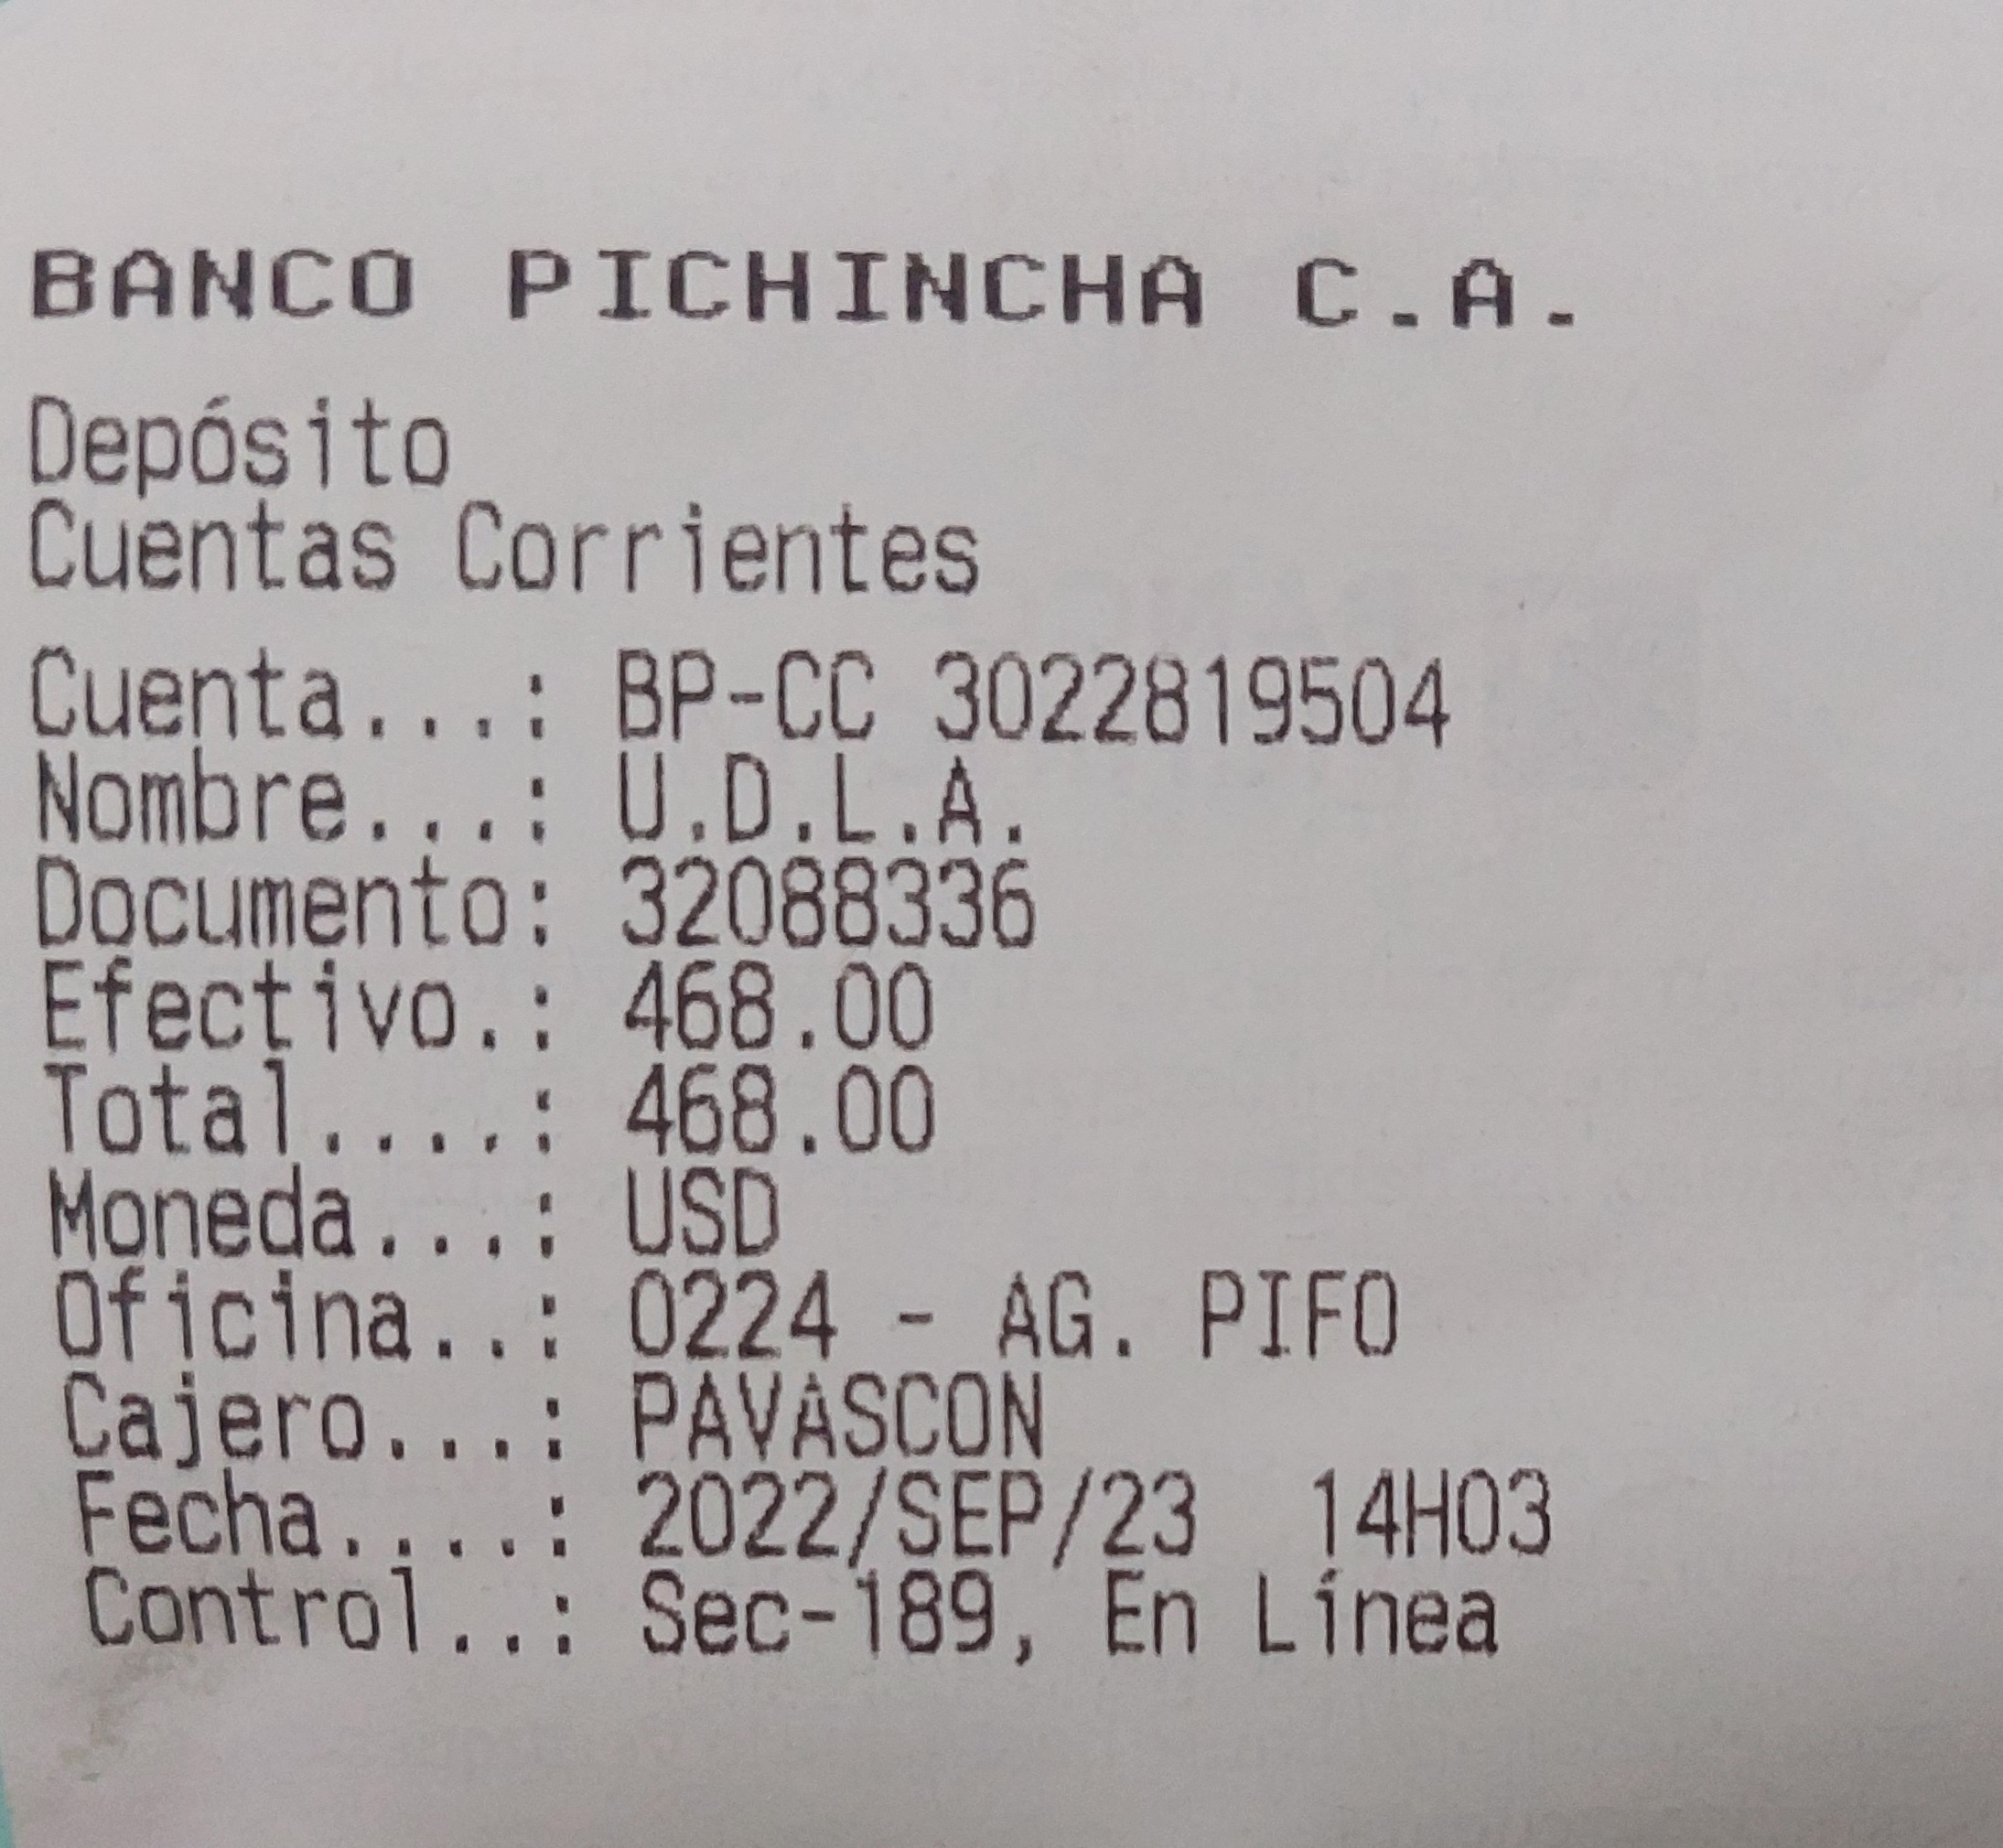 BANCO PICHINCHA C.A.
Depósito
Cuentas Corrientes
Cuenta...: BP-CC 3022819504
Nombre...: U.D.L.A.
Documento: 32088336
Efectivo.: 468.00
Total....: 468.00
Moneda...: USD
Oficina..: 0224 - AG. PIFO
Cajero...: PAVASCON
Fecha....: 2022/SEP/23  14H03
Control..: Sec-189, En Línea